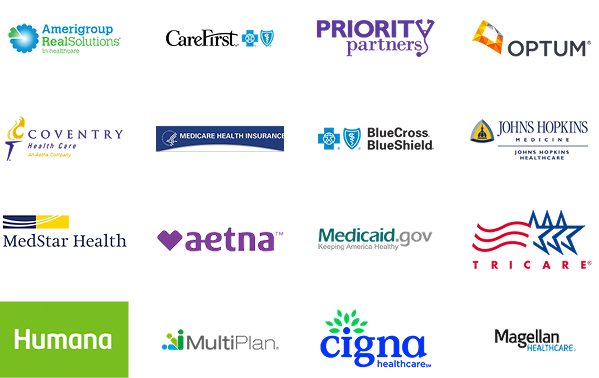 Amerigroup
RealSolutions®
in healthcare
CareFirst
PRIORITY
partners
OPTUM®
COVENTRY
Health Care
An Aetna Company
MEDICARE HEALTH INSURANCE
BlueCross
BlueShield
JOHNS HOPKINS
MEDICINE
JOHNS HOPKINS
HEALTHCARE
MedStar Health
aetna™
Medicaid.gov
Keeping America Healthy
TRICARE®
Humana
MultiPlan
cigna
healthcare℠
Magellan
HEALTHCARE